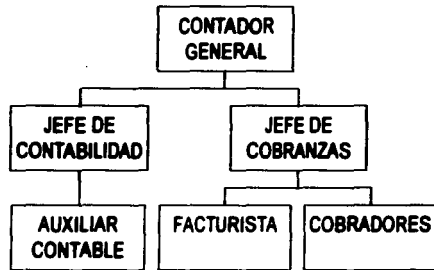 CONTADOR
GENERAL
JEFE DE
CONTABILIDAD
JEFE DE
COBRANZAS
AUXILIAR
CONTABLE
FACTURISTA
COBRADORES